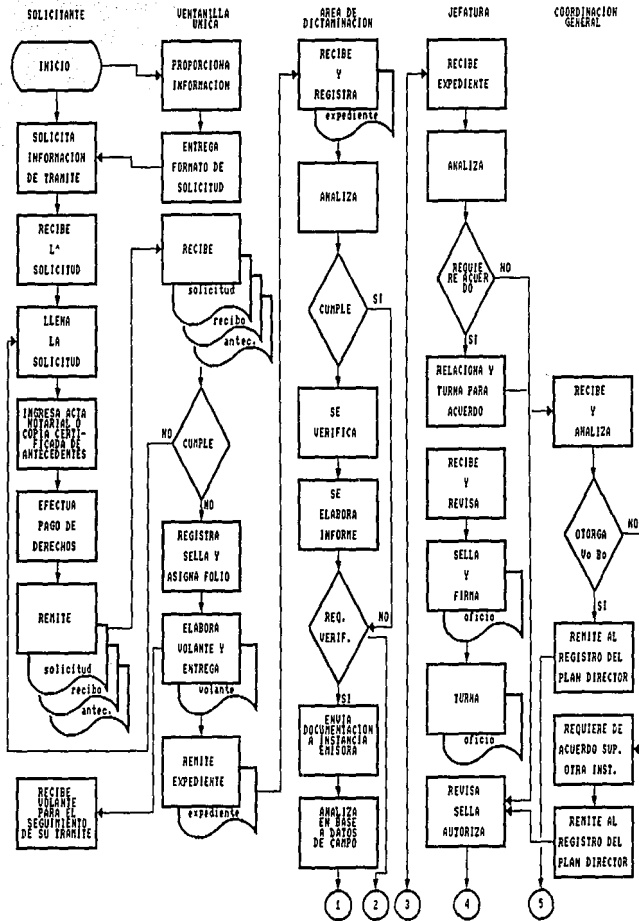 SOLICITANTE
INICIO
SOLICITA
INFORMACION
DE TRAMITE
RECIBE
LA
SOLICITUD
LLENA
LA
SOLICITUD
INGRESA ACTA
NOTARIAL O
COPIA CERTI-
FICADA DE
ANTECEDENTES
EFECTUA
PAGO DE
DERECHOS
REMITE
solicitud
recibo
antec.
RECIBE
VOLANTE
PARA EL
SEGUIMIENTO
DE SU TRAMITE
VENTANILLA
UNICA
PROPORCIONA
INFORMACION
ENTREGA
FORMATO DE
SOLICITUD
RECIBE
solicitud
recibo
antec.
NO
CUMPLE
NO
REGISTRA
SELLA Y
ASIGNA FOLIO
ELABORA
VOLANTE Y
ENTREGA
volante
REMITE
EXPEDIENTE
expediente
AREA DE
DICTAMINACION
RECIBE
Y
REGISTRA
expediente
ANALIZA
CUMPLE
SI
SE
VERIFICA
SE
ELABORA
INFORME
REQ.
VERIF.
NO
SI
ENVIA
DOCUMENTACION
A INSTANCIA
EMISORA
ANALIZA
EN BASE
A DATOS
DE CAMPO
1
2
JEFATURA
RECIBE
EXPEDIENTE
ANALIZA
REQUIE
RE ACUER
DO
NO
SI
RELACIONA Y
TURNA PARA
ACUERDO
RECIBE
Y
REVISA
SELLA
Y
FIRMA
oficio
TURNA
oficio
REVISA
SELLA
AUTORIZA
3
4
COORDINACION
GENERAL
RECIBE
Y
ANALIZA
OTORGA
Vo Bo
NO
SI
REMITE AL
REGISTRO DEL
PLAN DIRECTOR
REQUIERE DE
ACUERDO SUP.
OTRA INST.
REMITE AL
REGISTRO DEL
PLAN DIRECTOR
5